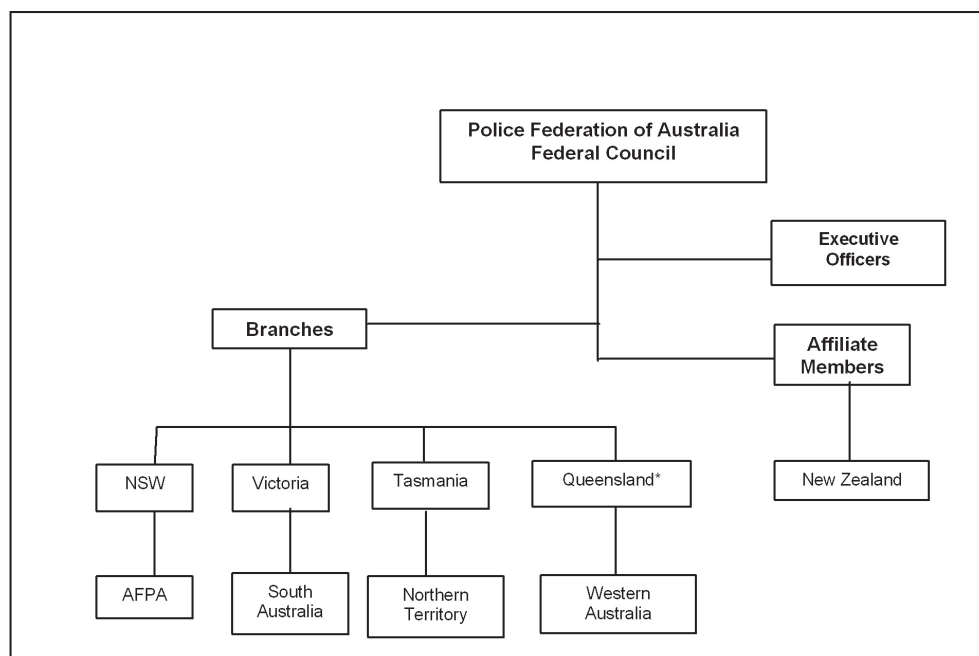 Police Federation of Australia
Federal Council
Executive
Officers
Branches
Affiliate
Members
NSW
Victoria
Tasmania
Queensland*
New Zealand
AFPA
South
Australia
Northern
Territory
Western
Australia